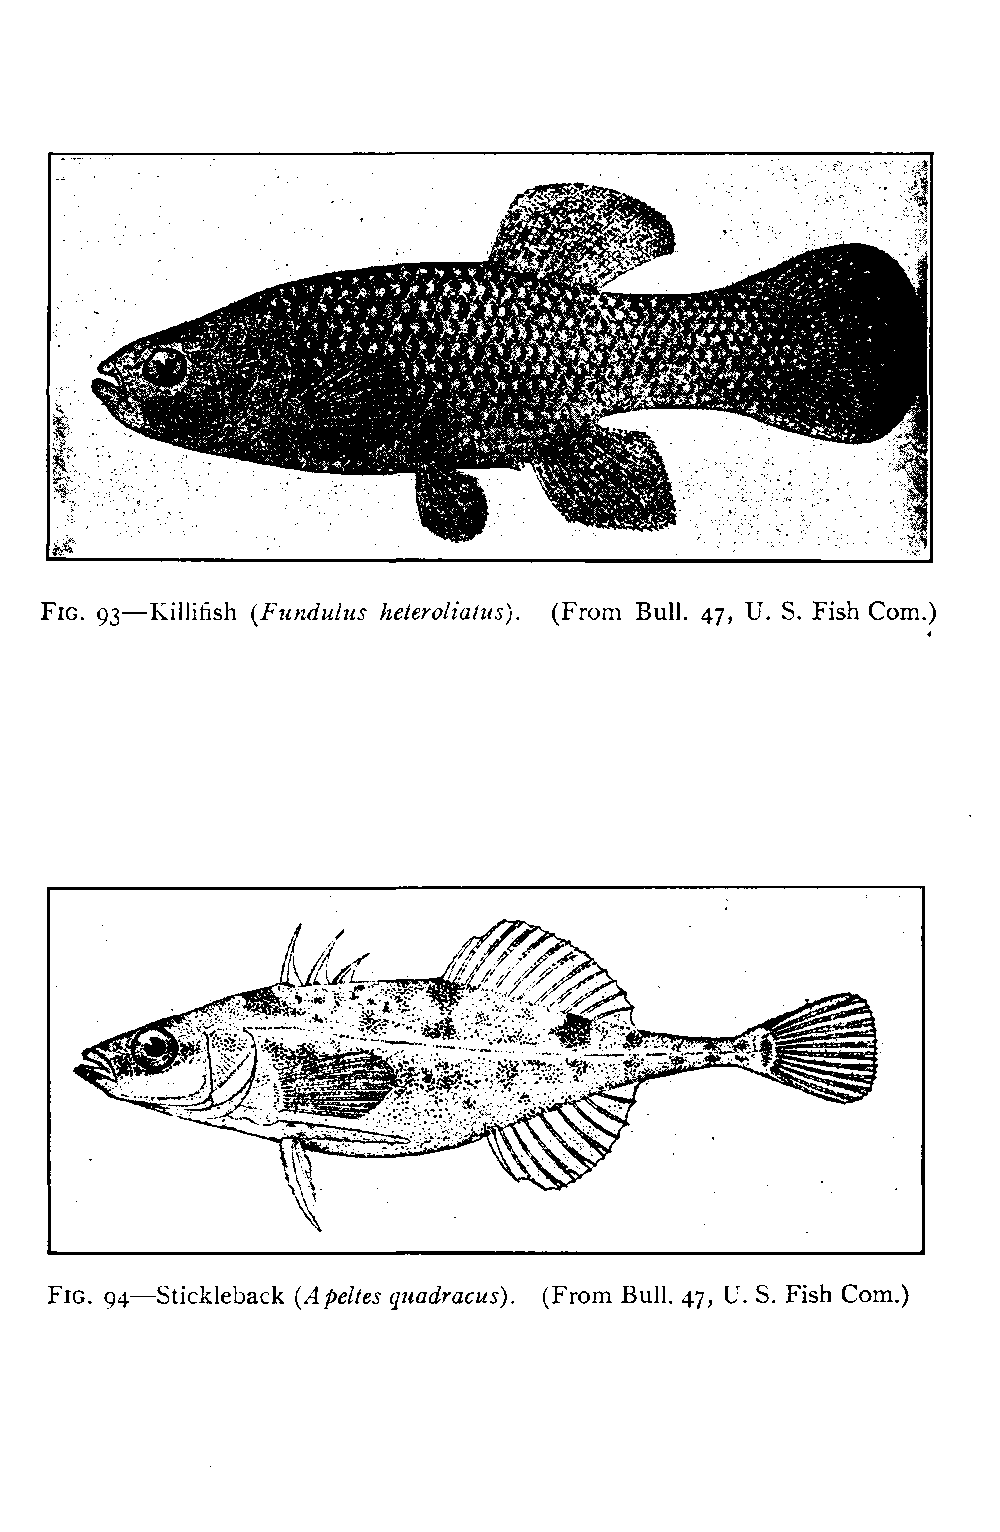 FIG. 93—Killifish (Fundulus heteroliatus). (From Bull. 47, U. S. Fish Com.)
FIG. 94—Stickleback (Apeltes quadracus). (From Bull. 47, U. S. Fish Com.)